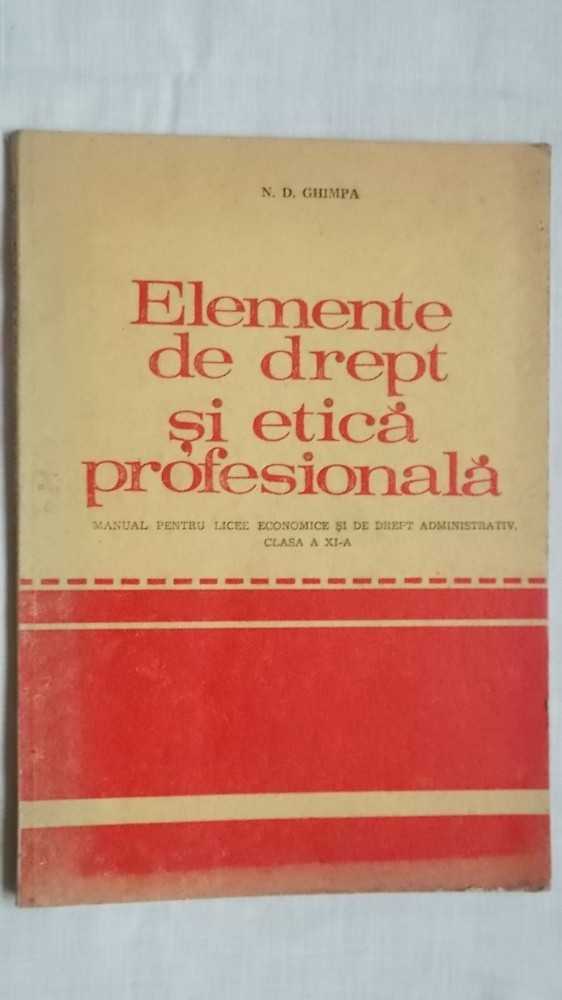 N. D. GHIMPA
Elemente
de drept
și etică
profesională
MANUAL PENTRU LICEE ECONOMICE ȘI DE DREPT ADMINISTRATIV,
CLASA A XI-A